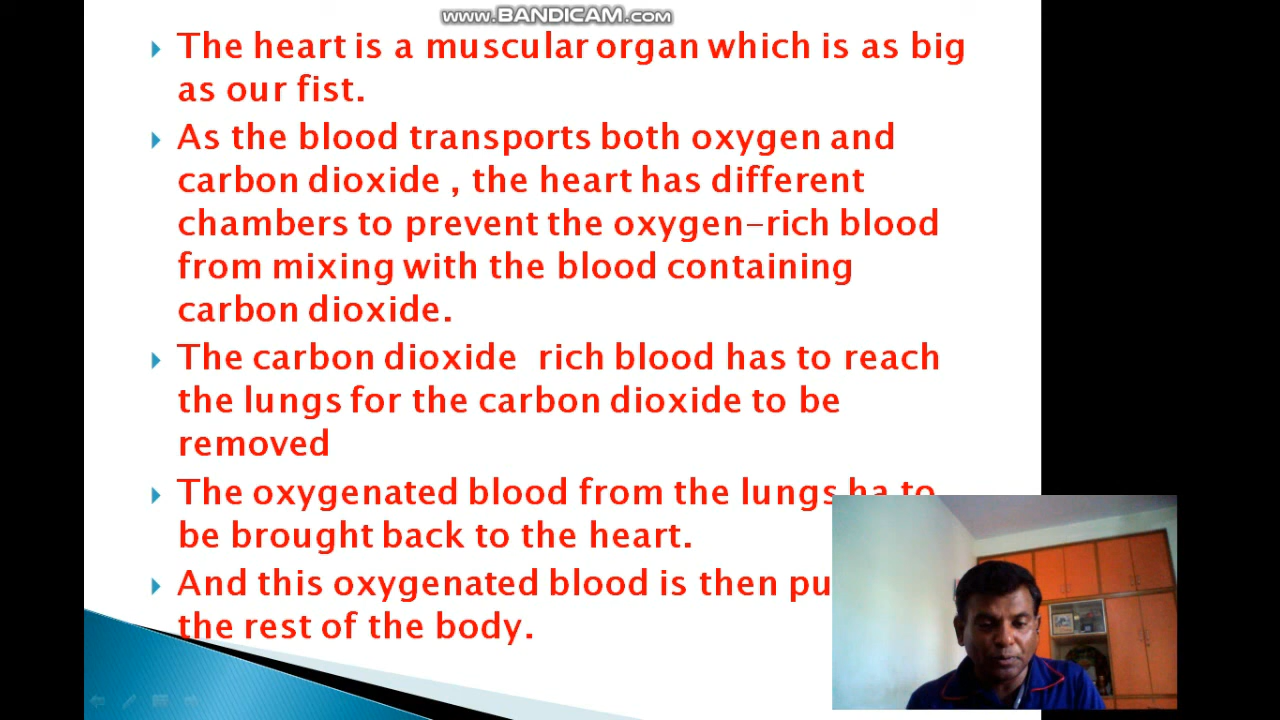 www.BANDICAM.com
The heart is a muscular organ which is as big
as our fist.
As the blood transports both oxygen and
carbon dioxide , the heart has different
chambers to prevent the oxygen-rich blood
from mixing with the blood containing
carbon dioxide.
The carbon dioxide rich blood has to reach
the lungs for the carbon dioxide to be
removed
The oxygenated blood from the lungs ha to
be brought back to the heart.
And this oxygenated blood is then pu
the rest of the body.